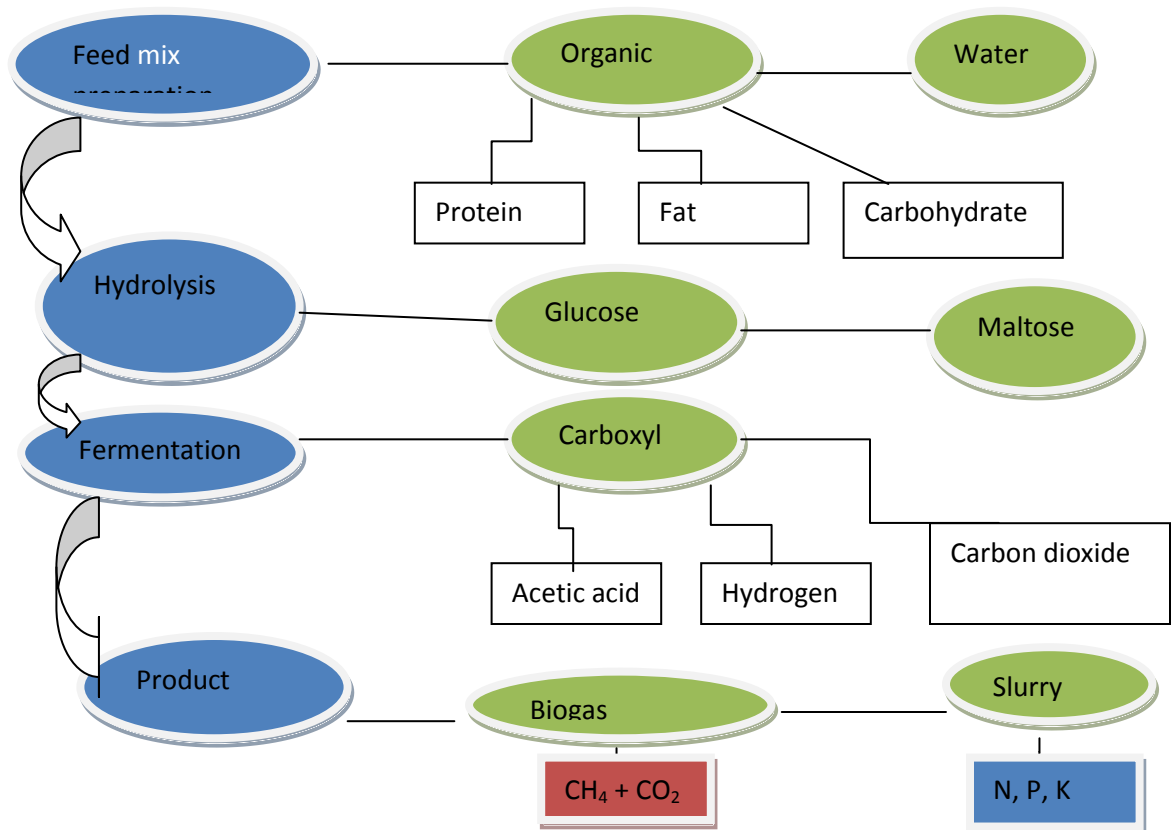 Feed mix
preparation
Organic
Water
Protein
Fat
Carbohydrate
Hydrolysis
Glucose
Maltose
Fermentation
Carboxyl
Acetic acid
Hydrogen
Carbon dioxide
Product
Biogas
Slurry
CH₄ + CO₂
N, P, K